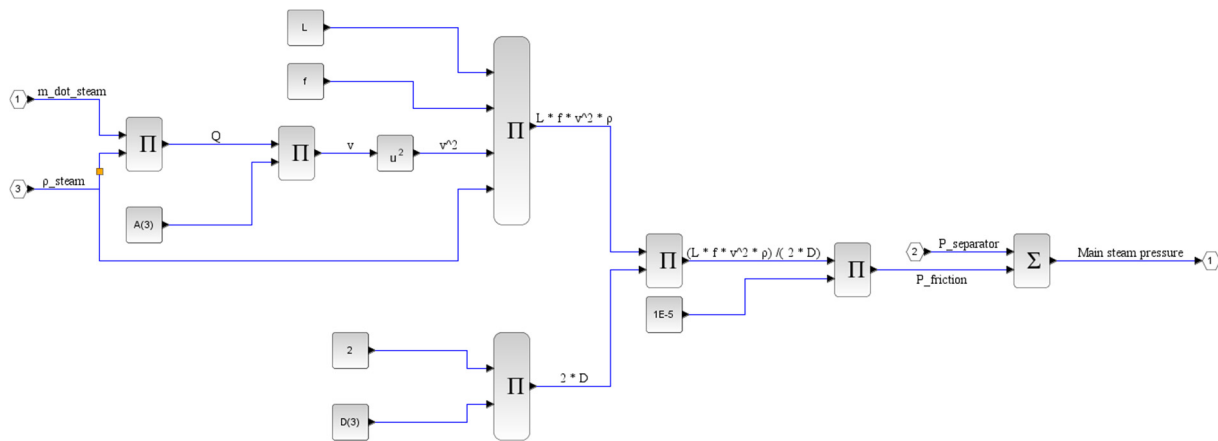 L
f
1
m_dot_steam
∏
Q
∏
v
u²
v^2
∏
L * f * v^2 * ρ
3
ρ_steam
A(3)
∏
(L * f * v^2 * ρ) /( 2 * D)
∏
2
P_separator
P_friction
Σ
Main steam pressure
1
1E-5
2
D(3)
∏
2 * D